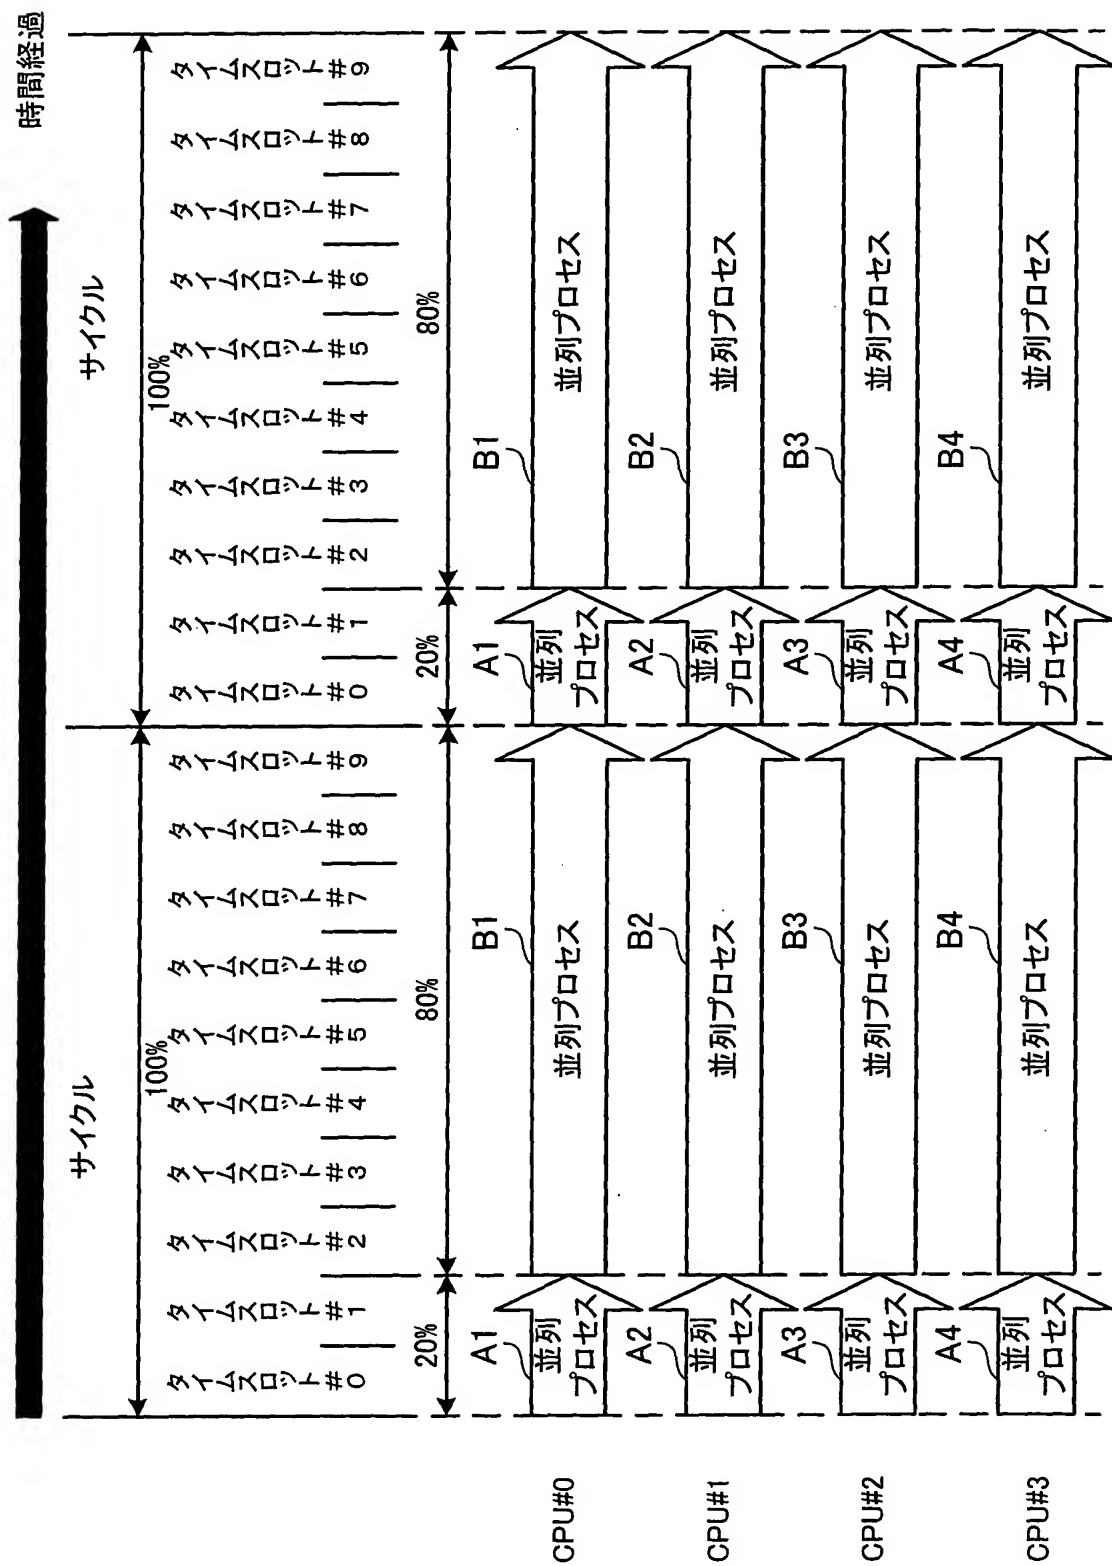 時間経過
サイクル
サイクル
100%
100%
タイムスロット#0
タイムスロット#1
タイムスロット#2
タイムスロット#3
タイムスロット#4
タイムスロット#5
タイムスロット#6
タイムスロット#7
タイムスロット#8
タイムスロット#9
タイムスロット#0
タイムスロット#1
タイムスロット#2
タイムスロット#3
タイムスロット#4
タイムスロット#5
タイムスロット#6
タイムスロット#7
タイムスロット#8
タイムスロット#9
20%
80%
20%
80%
CPU#0
A1
並列
プロセス
B1
並列プロセス
A1
並列
プロセス
B1
並列プロセス
CPU#1
A2
並列
プロセス
B2
並列プロセス
A2
並列
プロセス
B2
並列プロセス
CPU#2
A3
並列
プロセス
B3
並列プロセス
A3
並列
プロセス
B3
並列プロセス
CPU#3
A4
並列
プロセス
B4
並列プロセス
A4
並列
プロセス
B4
並列プロセス